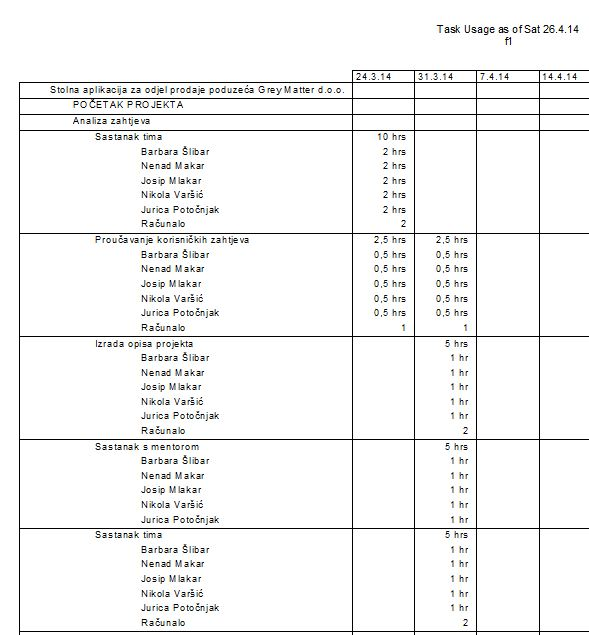 Task Usage as of Sat 26.4.14
f1
24.3.14 31.3.14 7.4.14 14.4.14
Stolna aplikacija za odjel prodaje poduzeća Grey Matter d.o.o.
POČETAK PROJEKTA
Analiza zahtjeva
Sastanak tima 10 hrs
Barbara Šlibar 2 hrs
Nenad Makar 2 hrs
Josip Mlakar 2 hrs
Nikola Varšić 2 hrs
Jurica Potočnjak 2 hrs
Računalo 2
Proučavanje korisničkih zahtjeva 2,5 hrs 2,5 hrs
Barbara Šlibar 0,5 hrs 0,5 hrs
Nenad Makar 0,5 hrs 0,5 hrs
Josip Mlakar 0,5 hrs 0,5 hrs
Nikola Varšić 0,5 hrs 0,5 hrs
Jurica Potočnjak 0,5 hrs 0,5 hrs
Računalo 1 1
Izrada opisa projekta 5 hrs
Barbara Šlibar 1 hr
Nenad Makar 1 hr
Josip Mlakar 1 hr
Nikola Varšić 1 hr
Jurica Potočnjak 1 hr
Računalo 2
Sastanak s mentorom 5 hrs
Barbara Šlibar 1 hr
Nenad Makar 1 hr
Josip Mlakar 1 hr
Nikola Varšić 1 hr
Jurica Potočnjak 1 hr
Sastanak tima 5 hrs
Barbara Šlibar 1 hr
Nenad Makar 1 hr
Josip Mlakar 1 hr
Nikola Varšić 1 hr
Jurica Potočnjak 1 hr
Računalo 2